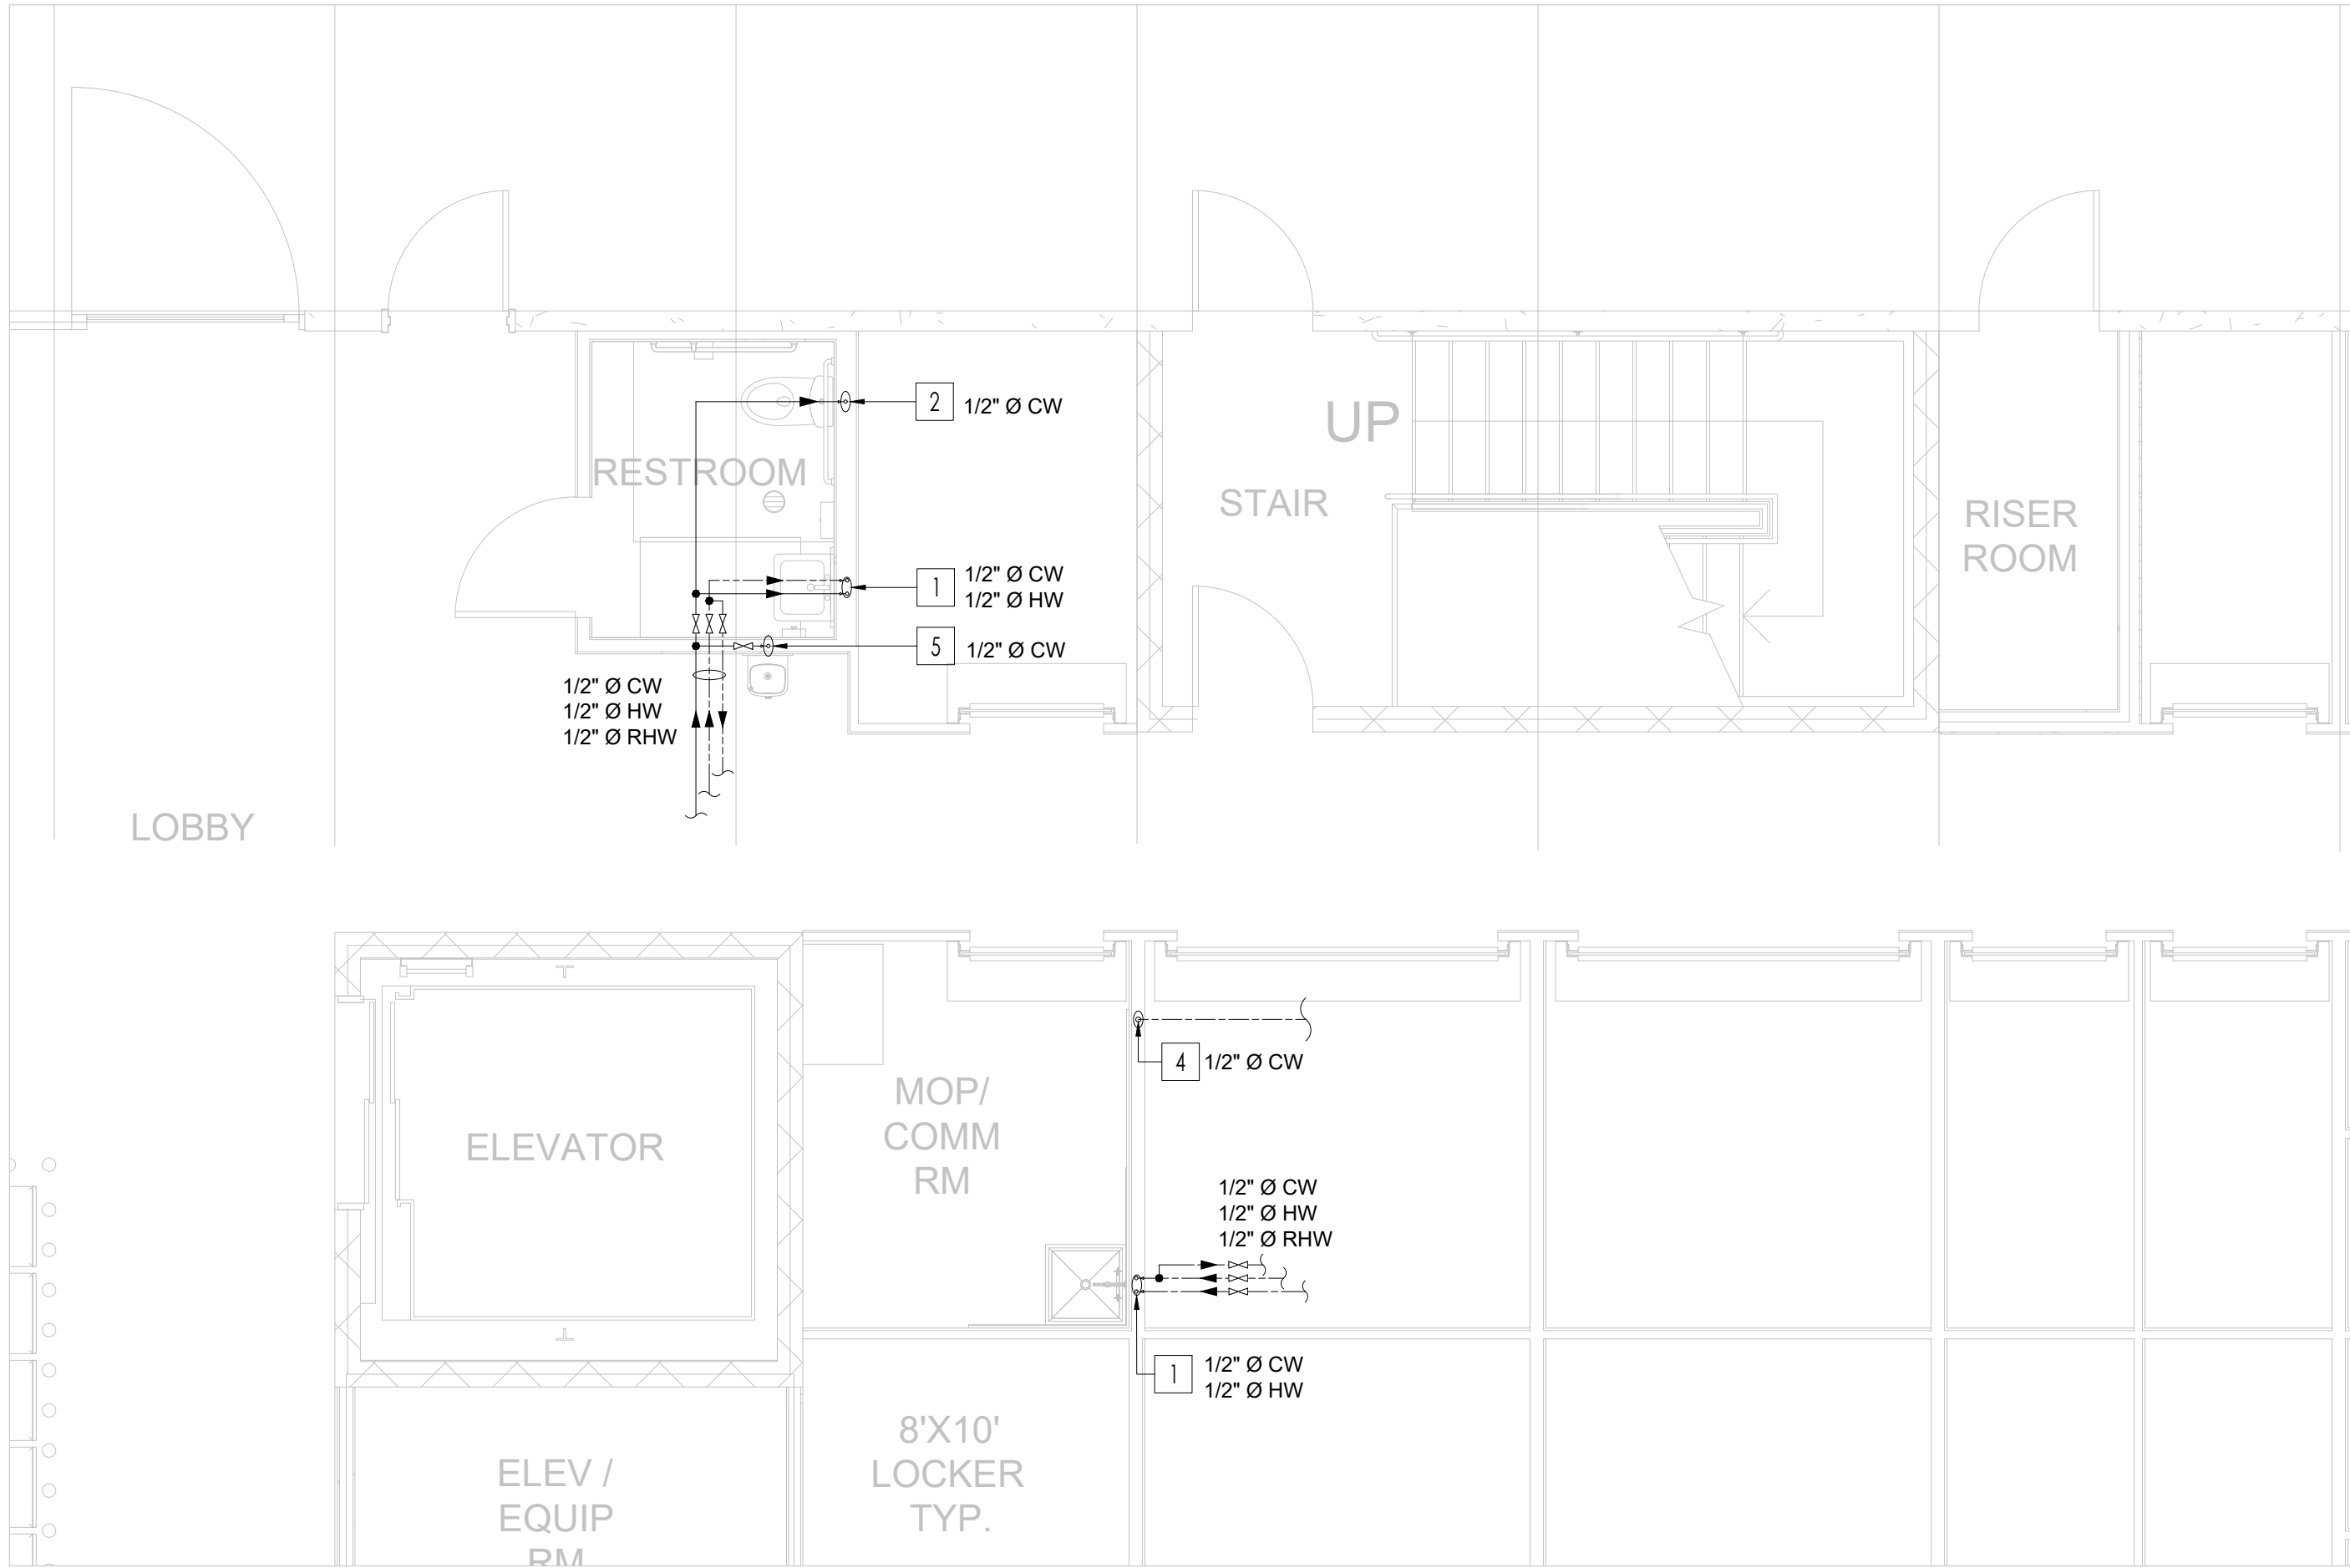 2 1/2" Ø CW
UP
RESTROOM
STAIR
RISER
ROOM
1 1/2" Ø CW
1/2" Ø HW
5 1/2" Ø CW
1/2" Ø CW
1/2" Ø HW
1/2" Ø RHW
LOBBY
4 1/2" Ø CW
MOP/
COMM
RM
ELEVATOR
1/2" Ø CW
1/2" Ø HW
1/2" Ø RHW
1 1/2" Ø CW
1/2" Ø HW
8'X10'
LOCKER
TYP.
ELEV /
EQUIP
RM